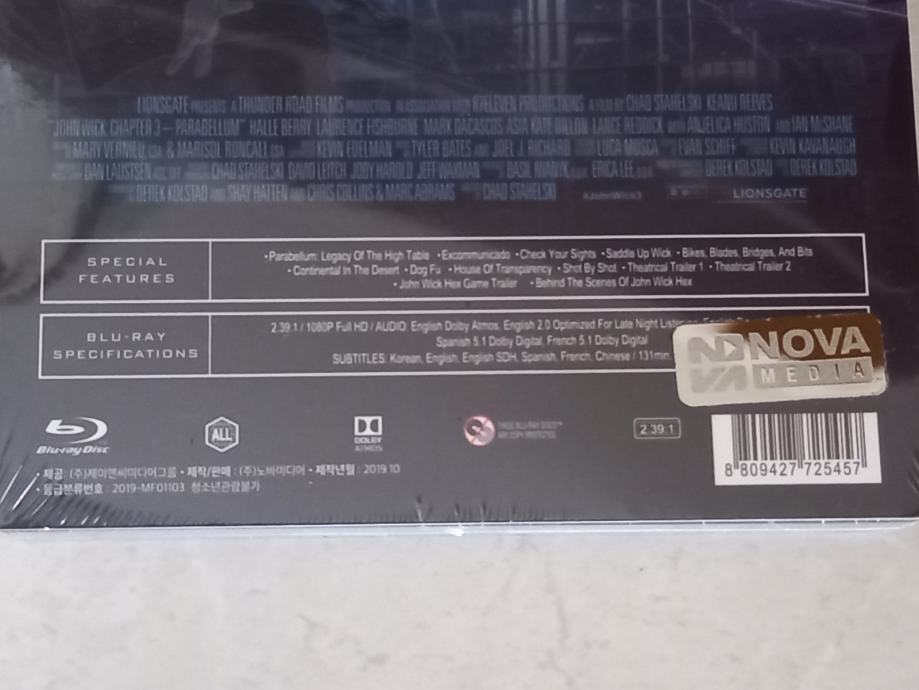 LIONSGATE PRESENTS A THUNDER ROAD FILMS PRODUCTION IN ASSOCIATION WITH 87ELEVEN PRODUCTIONS A FILM BY CHAD STAHELSKI KEANU REEVES
"JOHN WICK: CHAPTER 3 – PARABELLUM" HALLE BERRY LAURENCE FISHBURNE MARK DACASCOS ASIA KATE DILLON LANCE REDDICK WITH ANJELICA HUSTON AND IAN McSHANE
MARY VERNIEU CSA & MARISOL RONCALI CSA KEVIN EDELMAN TYLER BATES AND JOEL J. RICHARD LUCA MOSCA EVAN SCHIFF KEVIN KAVANAUGH
DAN LAUSTSEN CHAD STAHELSKI DAVID LEITCH JOBY HAROLD JEFF WAXMAN BASIL IWANYK ERICA LEE DEREK KOLSTAD DEREK KOLSTAD
DEREK KOLSTAD AND SHAY HATTEN AND CHRIS COLLINS & MARC ABRAMS CHAD STAHELSKI #JohnWick3 LIONSGATE
SPECIAL FEATURES
•Parabellum: Legacy Of The High Table •Excommunicado •Check Your Sights •Saddle Up Wick •Bikes, Blades, Bridges, And Bits
•Continental In The Desert •Dog Fu •House Of Transparency •Shot By Shot •Theatrical Trailer 1 •Theatrical Trailer 2
•John Wick Hex Game Trailer •Behind The Scenes Of John Wick Hex
BLU-RAY SPECIFICATIONS
2.39:1 / 1080P Full HD / AUDIO: English Dolby Atmos, English 2.0 Optimized For Late Night
Spanish 5.1 Dolby Digital, French 5.1 Dolby Digital
SUBTITLES: Korean, English, English SDH, Spanish, French, Chinese / 131min.
NOVA
MEDIA
Blu-ray Disc
ALL
DOLBY
ATMOS
THESE BLU-RAY DISCS™
ARE COPY PROTECTED
2.39:1
8 809427 725457
• 제공: (주)제이앤씨미디어그룹 • 제작/판매 : (주)노바미디어 • 제작년월 : 2019.10
• 등급분류번호 : 2019-MF01103 청소년관람불가